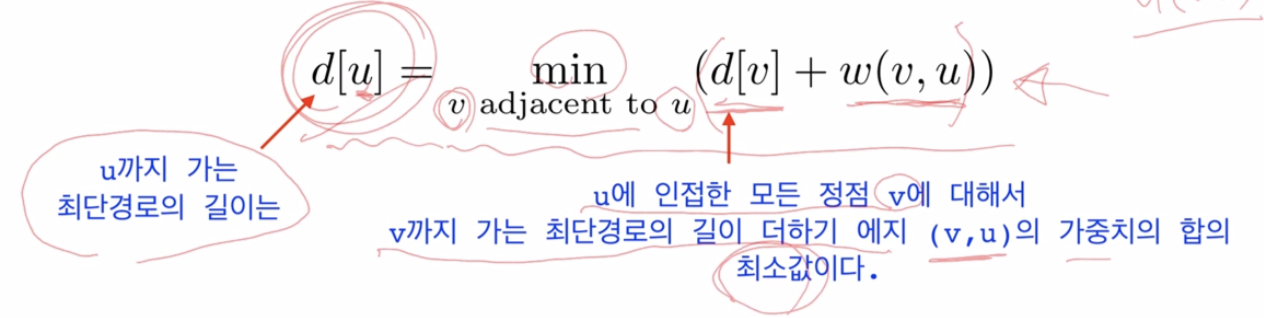 d[u] = min (d[v] + w(v, u))
v adjacent to u
u까지 가는
최단경로의 길이는
u에 인접한 모든 정점 v에 대해서
v까지 가는 최단경로의 길이 더하기 에지 (v,u)의 가중치의 합의
최소값이다.